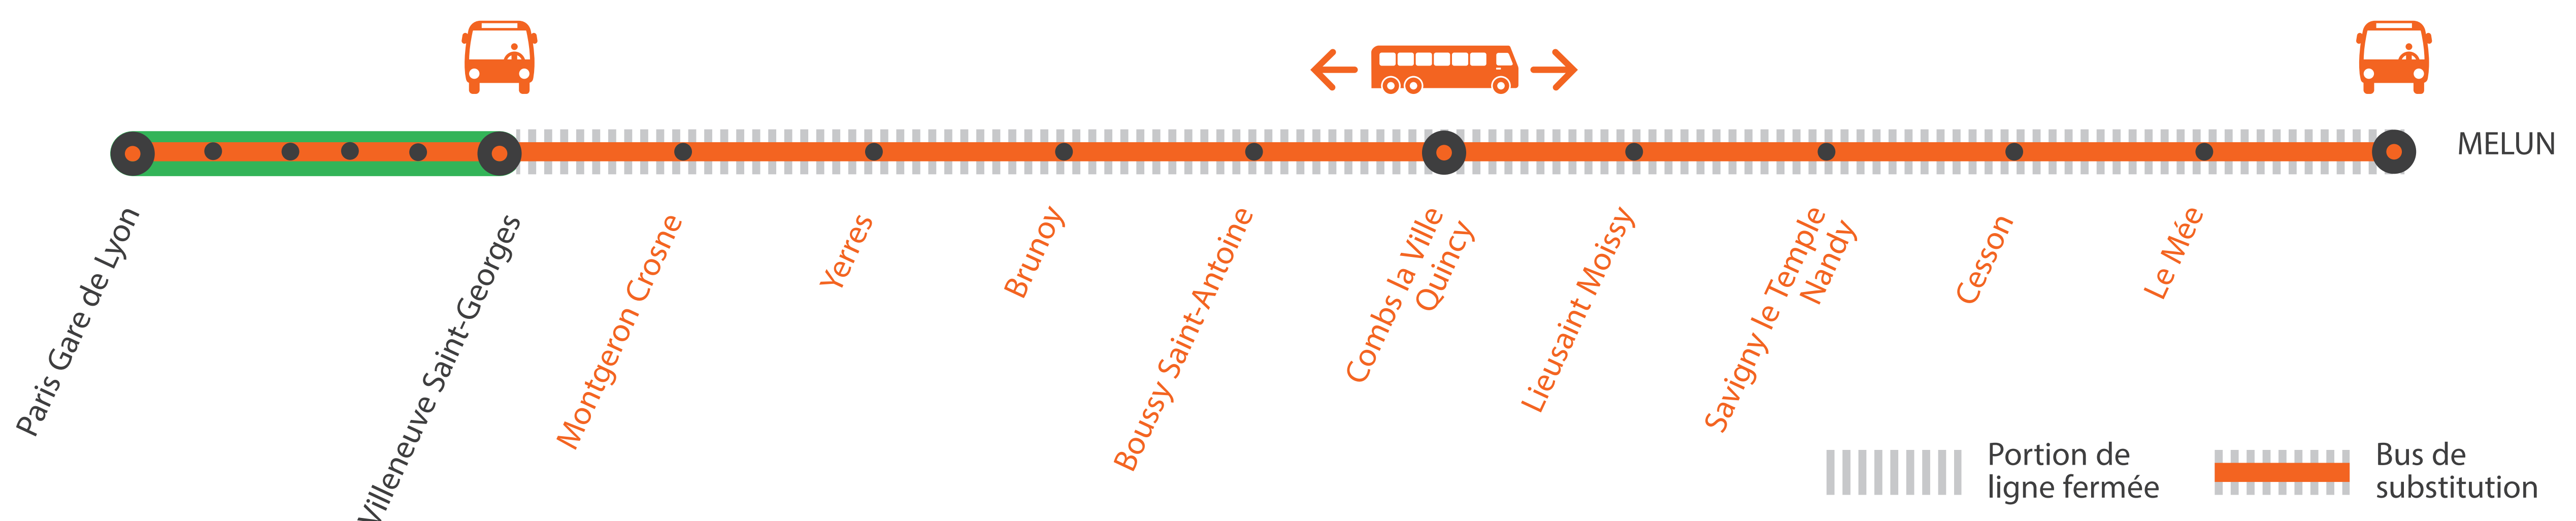 MELUN
Paris Gare de Lyon
Villeneuve Saint-Georges
Montgeron Crosne
Yerres
Brunoy
Boussy Saint-Antoine
Combs la Ville
Quincy
Lieusaint Moissy
Savigny le Temple
Nandy
Cesson
Le Mée
Portion de
ligne fermée
Bus de
substitution